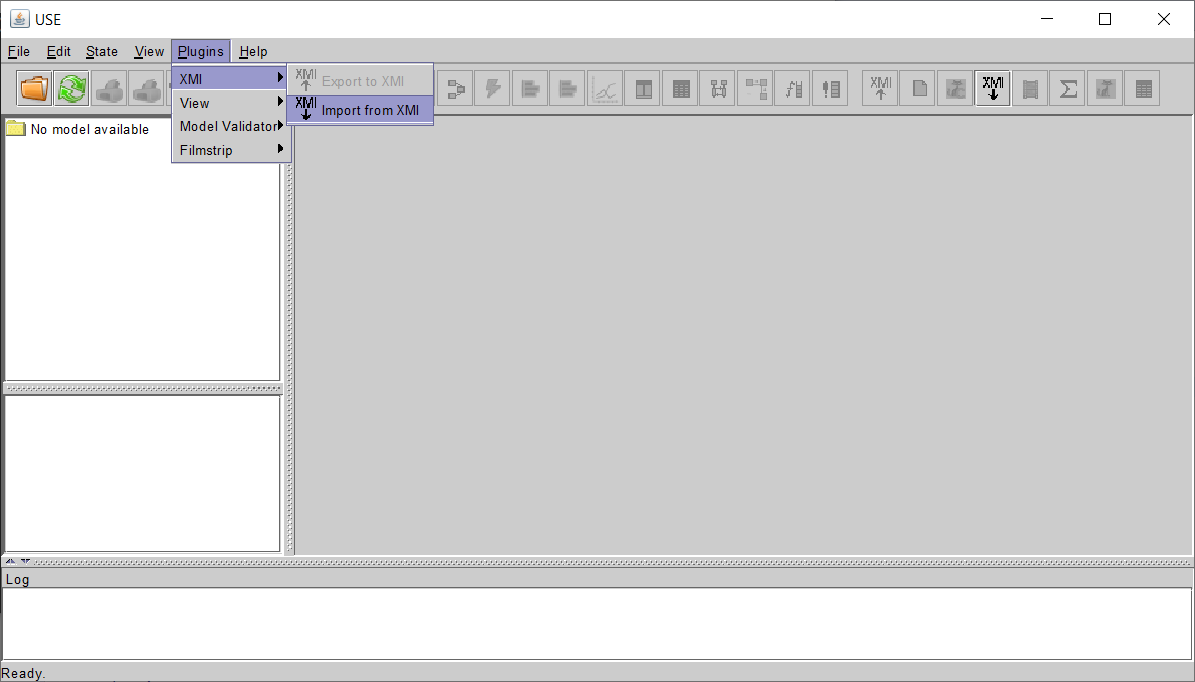 USE
File Edit State View Plugins Help
XMI
View
Model Validator
Filmstrip
XMI Export to XMI
XMI Import from XMI
XMI
XMI
No model available
Log
Ready.